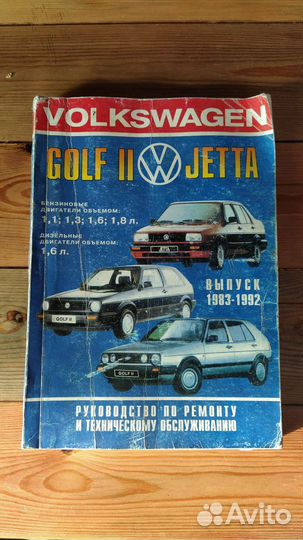 VOLKSWAGEN
GOLF II VW JETTA
БЕНЗИНОВЫЕ
ДВИГАТЕЛИ ОБЪЕМОМ:
1,1; 1,3; 1,6; 1,8 л.
ДИЗЕЛЬНЫЕ
ДВИГАТЕЛИ ОБЪЕМОМ:
1,6 л.
ВЫПУСК
1983-1992
GOLF II
GOLF II
РУКОВОДСТВО ПО РЕМОНТУ
И ТЕХНИЧЕСКОМУ ОБСЛУЖИВАНИЮ
Avito